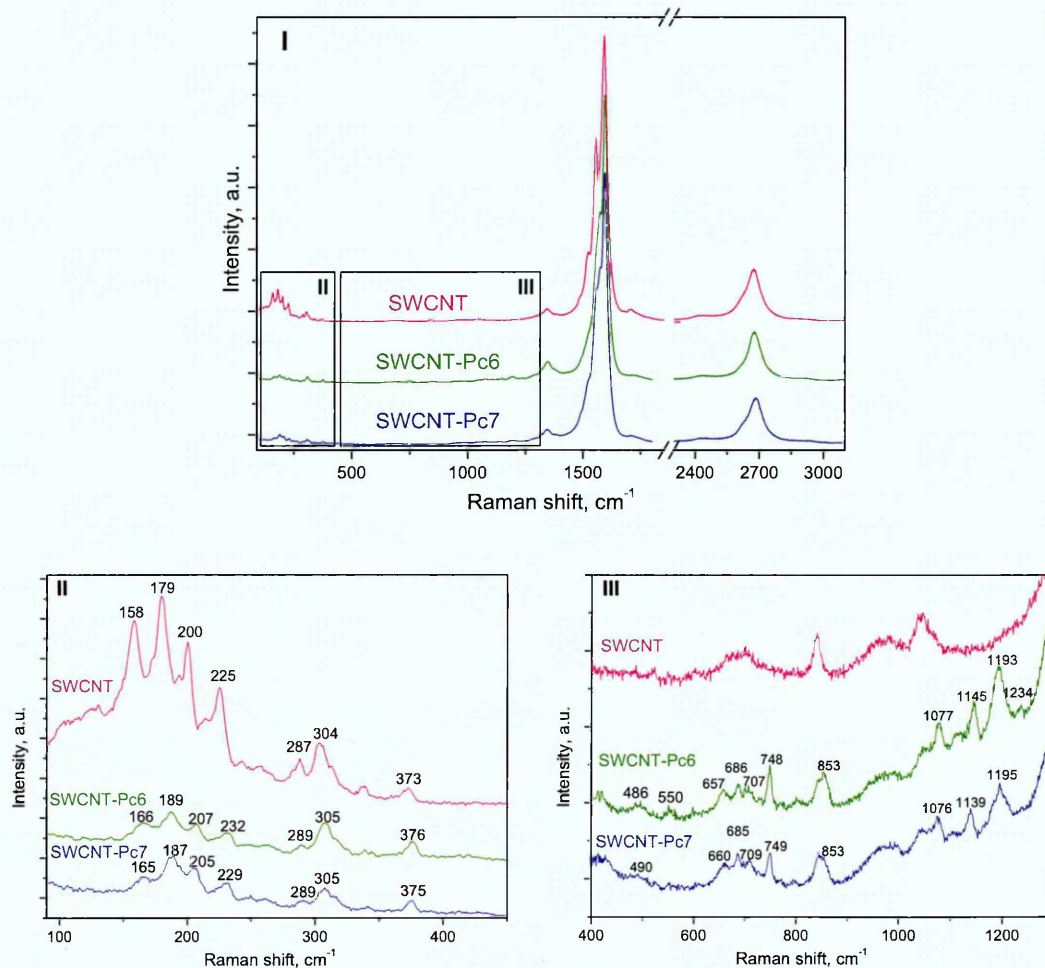 I
Intensity, a.u.
II
III
SWCNT
SWCNT-Pc6
SWCNT-Pc7
500
1000
1500
2400
2700
3000
Raman shift, cm-1
II
179
158
200
225
SWCNT
287
304
373
SWCNT-Pc6
189
166
207
232
289
305
376
SWCNT-Pc7
187
165
205
229
289
305
375
Intensity, a.u.
100
200
300
400
Raman shift, cm-1
III
SWCNT
1193
1145
1234
1077
SWCNT-Pc6
686
748
853
657
707
486
550
1195
1139
1076
SWCNT-Pc7
685
749
853
660
709
490
Intensity, a.u.
400
600
800
1000
1200
Raman shift, cm-1